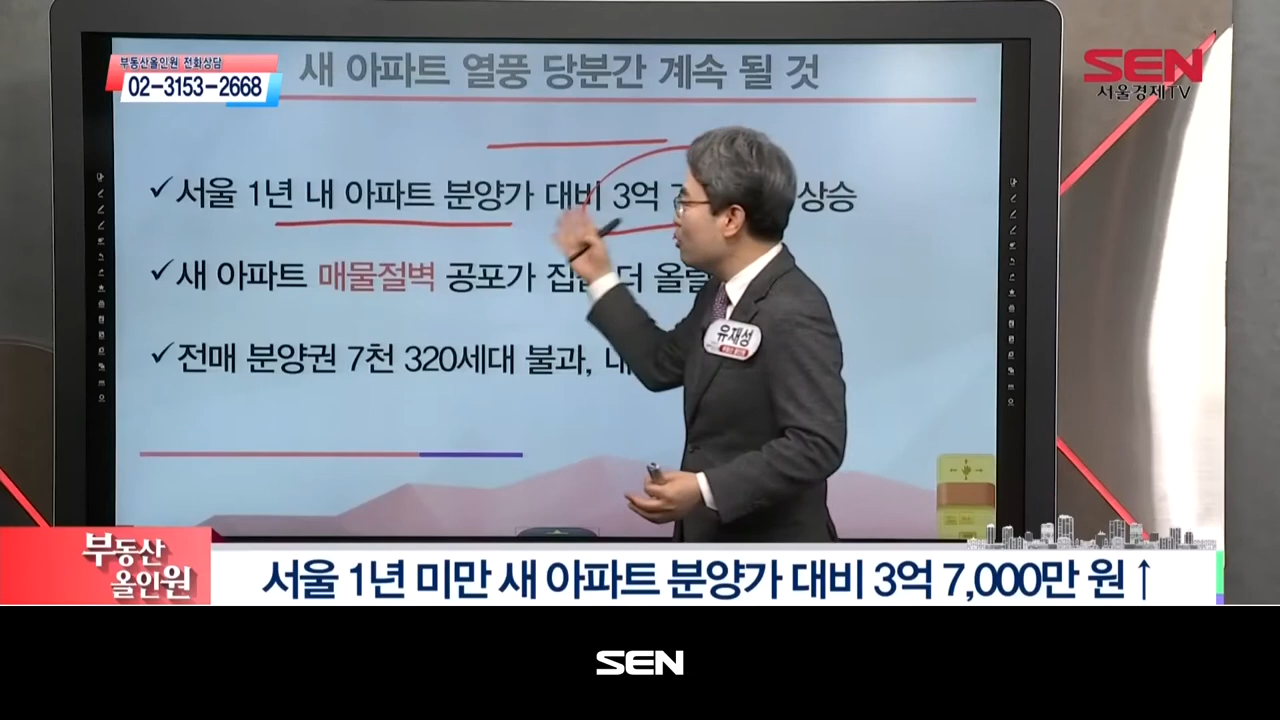 부동산올인원 전화상담
02-3153-2668
새 아파트 열풍 당분간 계속 될 것
SEN
서울경제TV
✓서울 1년 내 아파트 분양가 대비 3억 상승
✓새 아파트 매물절벽 공포가 더
✓전매 분양권 7천 320세대 불과,
유재성
부동산
올인원
서울 1년 미만 새 아파트 분양가 대비 3억 7,000만 원↑
SEN